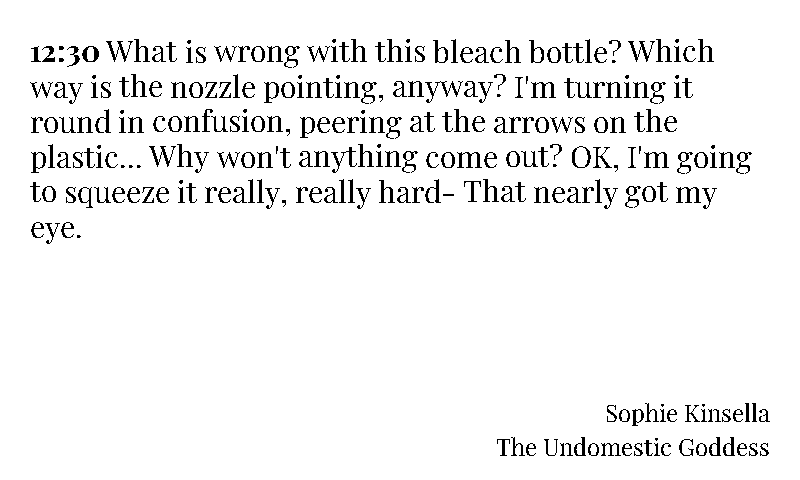 12:30 What is wrong with this bleach bottle? Which
way is the nozzle pointing, anyway? I'm turning it
round in confusion, peering at the arrows on the
plastic... Why won't anything come out? OK, I'm going
to squeeze it really, really hard- That nearly got my
eye.
Sophie Kinsella
The Undomestic Goddess